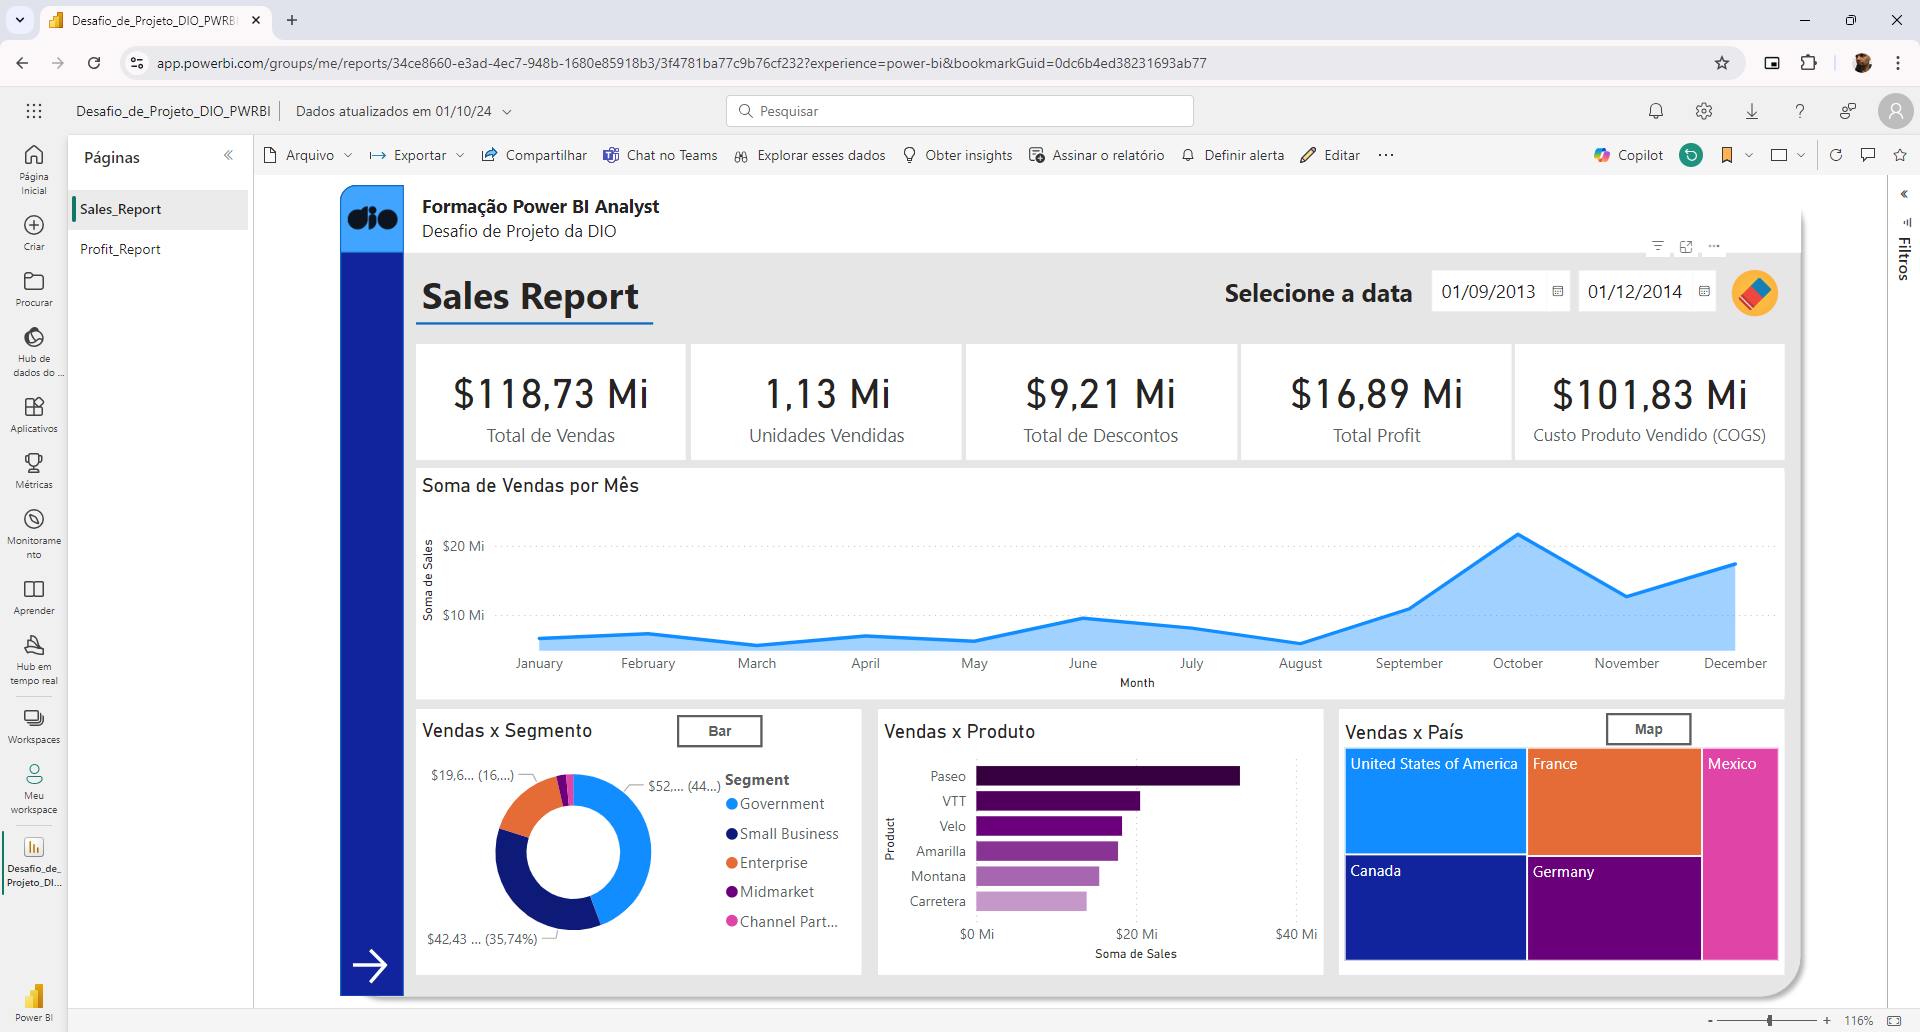 Desafio_de_Projeto_DIO_PWRBI
app.powerbi.com/groups/me/reports/34ce8660-e3ad-4ec7-948b-1680e85918b3/3f4781ba77c9b76cf232?experience=power-bi&bookmarkGuid=0dc6b4ed38231693ab77
Desafio_de_Projeto_DIO_PWRBI
Dados atualizados em 01/10/24
Pesquisar
Página
Inicial
Criar
Procurar
Hub de
dados do ...
Aplicativos
Métricas
Monitorame
nto
Aprender
Hub em
tempo real
Workspaces
Meu
workspace
Desafio_de_
Projeto_DI...
Power BI
Páginas
Sales_Report
Profit_Report
Arquivo
Exportar
Compartilhar
Chat no Teams
Explorar esses dados
Obter insights
Assinar o relatório
Definir alerta
Editar
Copilot
Filtros
dio
Formação Power BI Analyst
Desafio de Projeto da DIO
Sales Report
Selecione a data
01/09/2013
01/12/2014
$118,73 Mi
Total de Vendas
1,13 Mi
Unidades Vendidas
$9,21 Mi
Total de Descontos
$16,89 Mi
Total Profit
$101,83 Mi
Custo Produto Vendido (COGS)
Soma de Vendas por Mês
Soma de Sales
$20 Mi
$10 Mi
January
February
March
April
May
June
July
August
September
October
November
December
Month
Vendas x Segmento
Bar
$19,6... (16,...)
$52,... (44...)
$42,43 ... (35,74%)
Segment
Government
Small Business
Enterprise
Midmarket
Channel Part...
Vendas x Produto
Product
Paseo
VTT
Velo
Amarilla
Montana
Carretera
$0 Mi
$20 Mi
$40 Mi
Soma de Sales
Vendas x País
Map
United States of America
France
Mexico
Canada
Germany
- + 116%